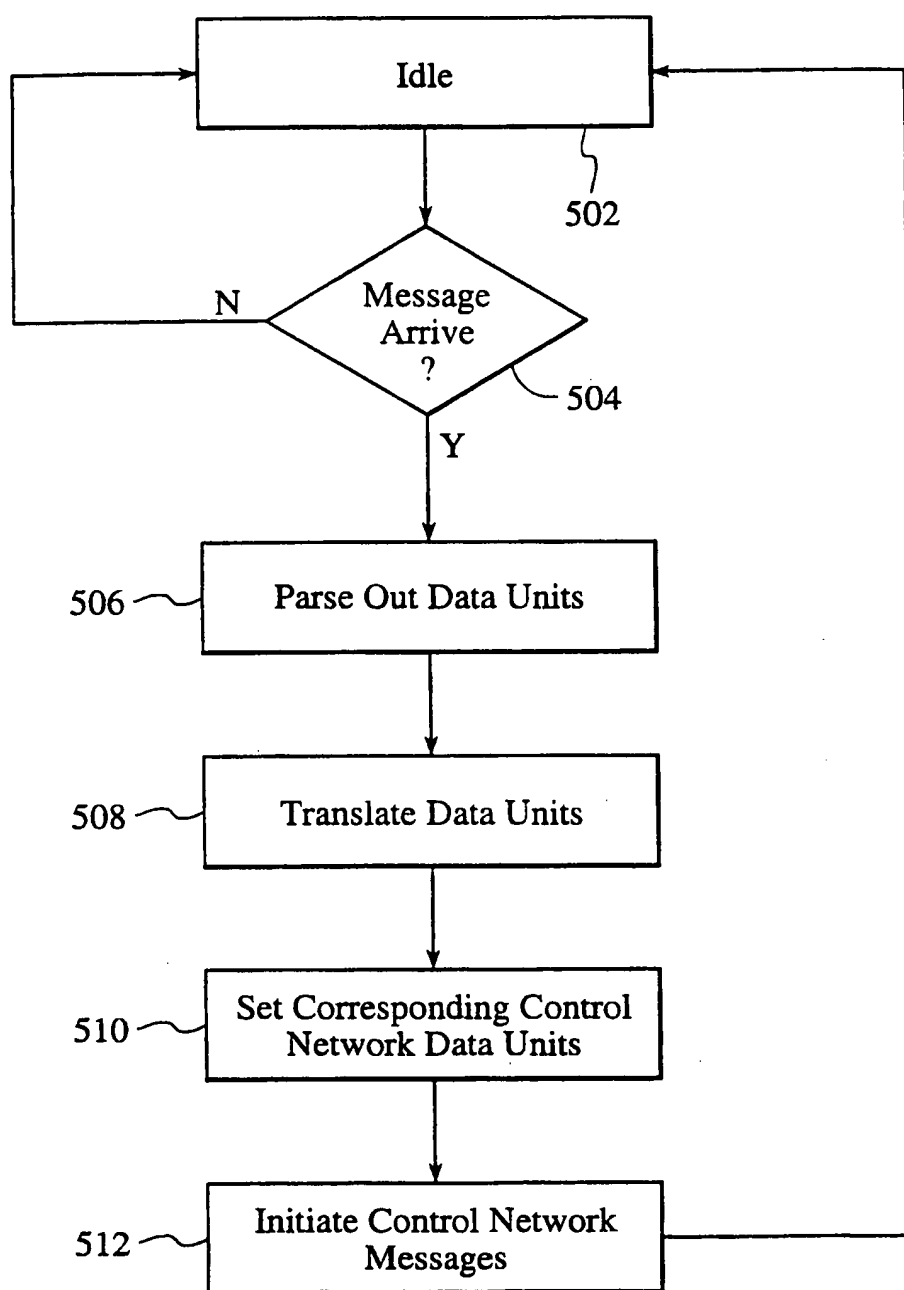 Idle
502
Message
Arrive
?
504
N
Y
506
Parse Out Data Units
508
Translate Data Units
510
Set Corresponding Control
Network Data Units
512
Initiate Control Network
Messages